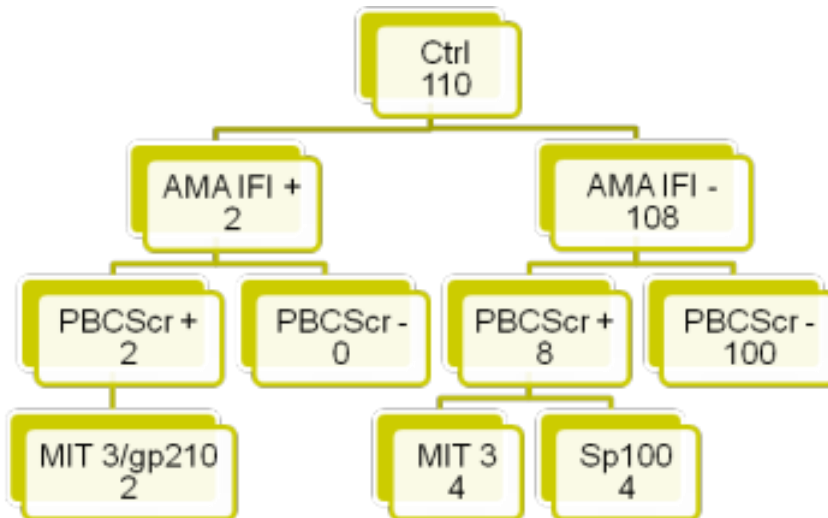 Ctrl
110
AMA IFI +
2
AMA IFI -
108
PBCScr +
2
PBCScr -
0
PBCScr +
8
PBCScr -
100
MIT 3/gp210
2
MIT 3
4
Sp100
4